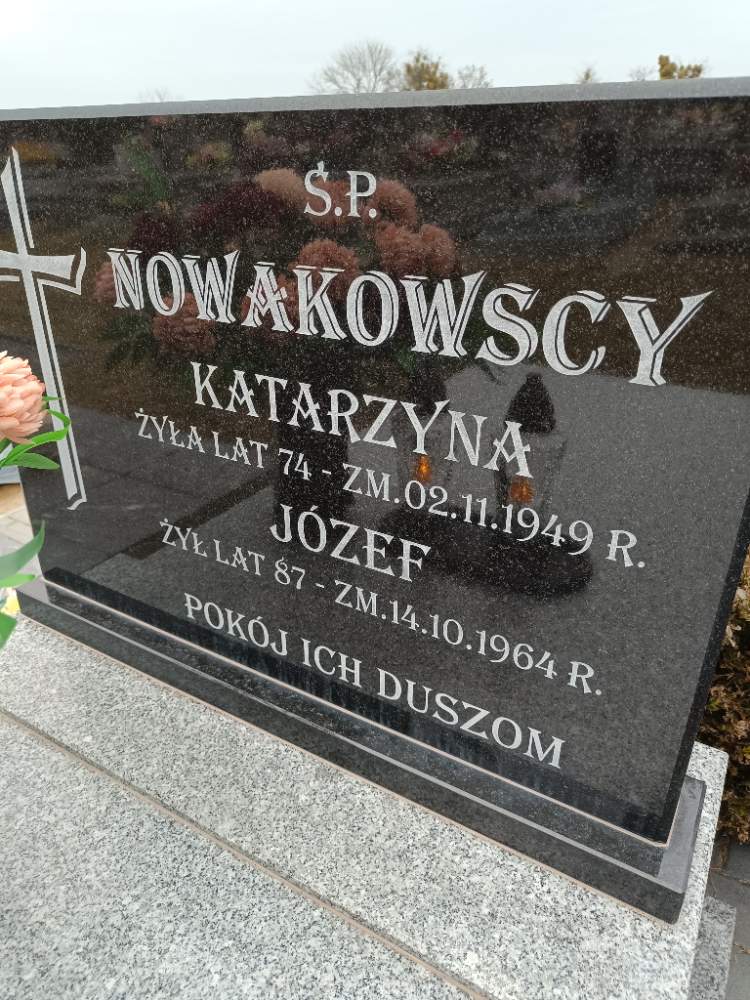 Ś.P.
NOWAKOWSCY
KATARZYNA
ŻYŁA LAT 74 - ZM.02.11.1949 R.
JÓZEF
ŻYŁ LAT 87 - ZM.14.10.1964 R.
POKÓJ ICH DUSZOM